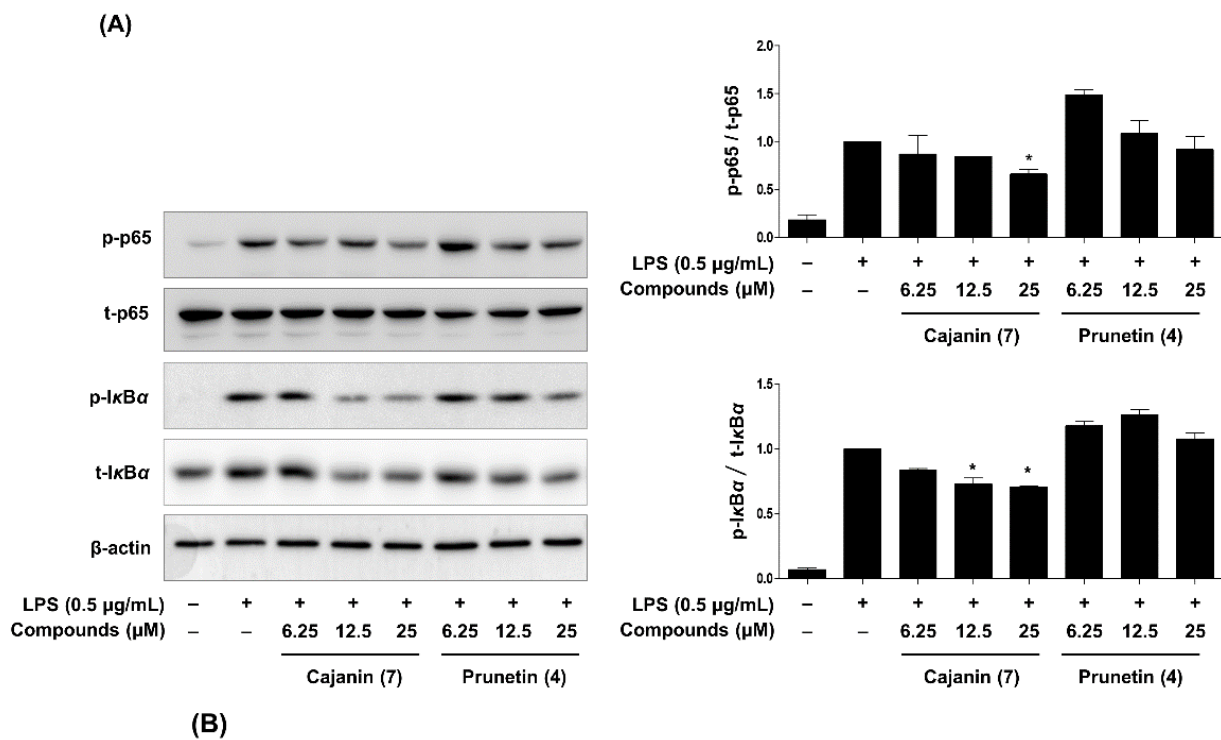 (A)
p-p65
t-p65
p-IκBα
t-IκBα
β-actin
LPS (0.5 µg/mL) – + + + + + + +
Compounds (µM) – – 6.25 12.5 25 6.25 12.5 25
Cajanin (7) Prunetin (4)
p-p65 / t-p65
2.0
1.5
1.0
0.5
0.0
*
LPS (0.5 µg/mL) – + + + + + + +
Compounds (µM) – – 6.25 12.5 25 6.25 12.5 25
Cajanin (7) Prunetin (4)
p-IκBα / t-IκBα
1.5
1.0
0.5
0.0
* *
LPS (0.5 µg/mL) – + + + + + + +
Compounds (µM) – – 6.25 12.5 25 6.25 12.5 25
Cajanin (7) Prunetin (4)
(B)